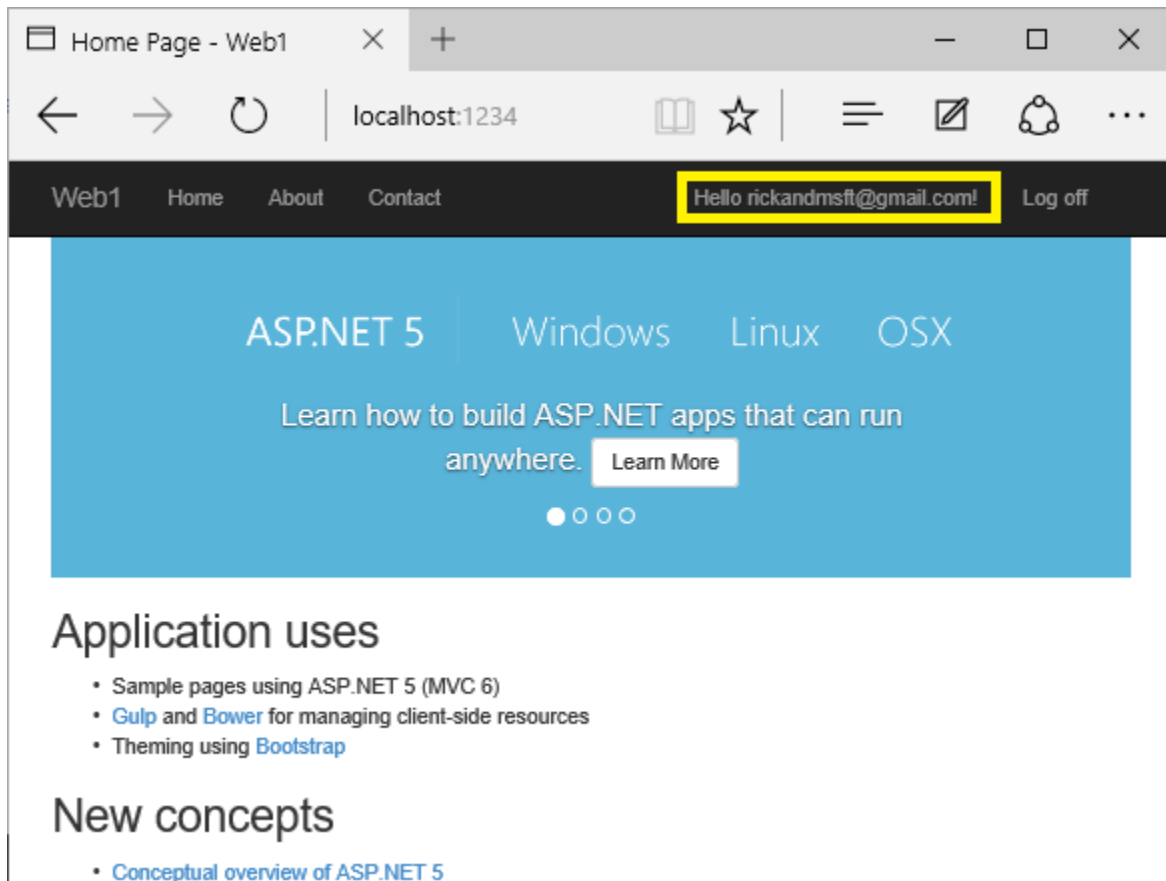 Home Page - Web1
localhost:1234
Web1 Home About Contact Hello rickandmsft@gmail.com! Log off
ASP.NET 5 Windows Linux OSX
Learn how to build ASP.NET apps that can run
anywhere. Learn More
Application uses
• Sample pages using ASP.NET 5 (MVC 6)
• Gulp and Bower for managing client-side resources
• Theming using Bootstrap
New concepts
• Conceptual overview of ASP.NET 5